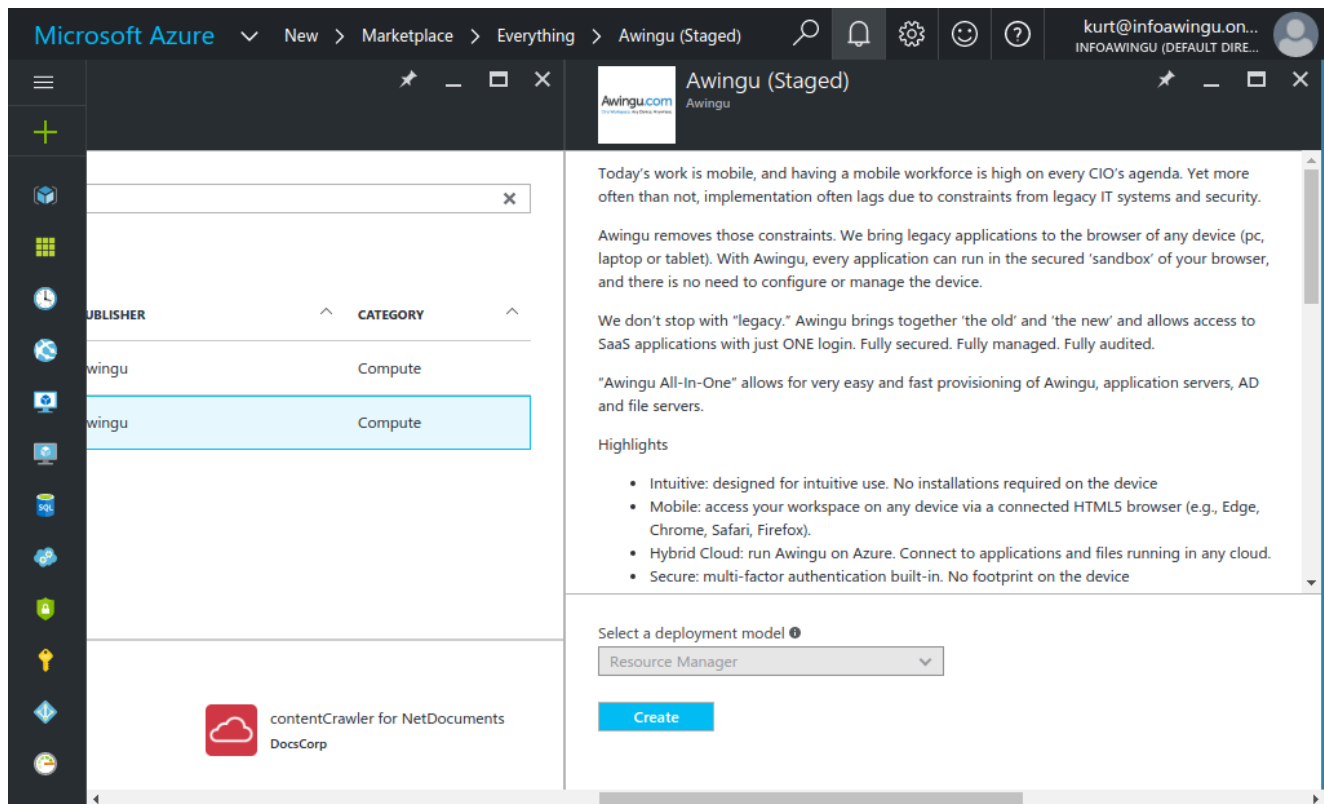 Microsoft Azure New > Marketplace > Everything > Awingu (Staged)
kurt@infoawingu.on...
INFOAWINGU (DEFAULT DIRE...
Awingu.com
Awingu (Staged)
Awingu
UBLISHER CATEGORY
wingu Compute
wingu Compute
contentCrawler for NetDocuments
DocsCorp
SQL
Today's work is mobile, and having a mobile workforce is high on every CIO's agenda. Yet more
often than not, implementation often lags due to constraints from legacy IT systems and security.
Awingu removes those constraints. We bring legacy applications to the browser of any device (pc,
laptop or tablet). With Awingu, every application can run in the secured 'sandbox' of your browser,
and there is no need to configure or manage the device.
We don't stop with "legacy." Awingu brings together 'the old' and 'the new' and allows access to
SaaS applications with just ONE login. Fully secured. Fully managed. Fully audited.
"Awingu All-In-One" allows for very easy and fast provisioning of Awingu, application servers, AD
and file servers.
Highlights
• Intuitive: designed for intuitive use. No installations required on the device
• Mobile: access your workspace on any device via a connected HTML5 browser (e.g., Edge,
Chrome, Safari, Firefox).
• Hybrid Cloud: run Awingu on Azure. Connect to applications and files running in any cloud.
• Secure: multi-factor authentication built-in. No footprint on the device
Select a deployment model
Resource Manager
Create